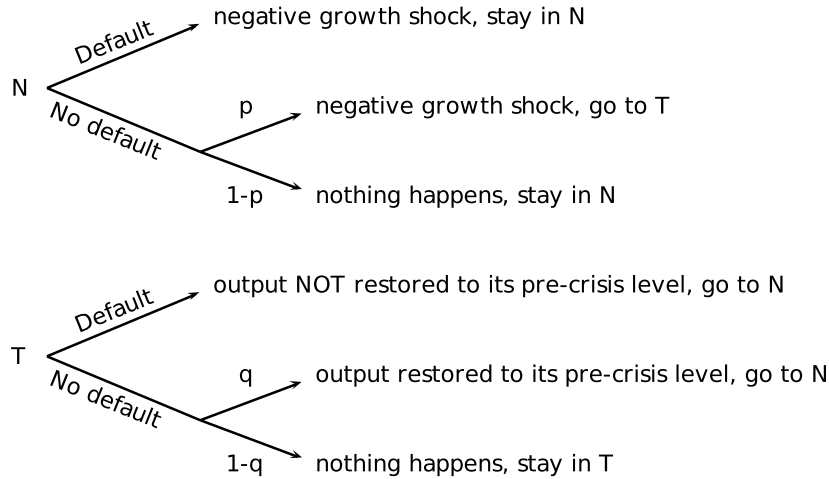 Default
negative growth shock, stay in N
N
No default
p
negative growth shock, go to T
1-p
nothing happens, stay in N
Default
output NOT restored to its pre-crisis level, go to N
T
No default
q
output restored to its pre-crisis level, go to N
1-q
nothing happens, stay in T